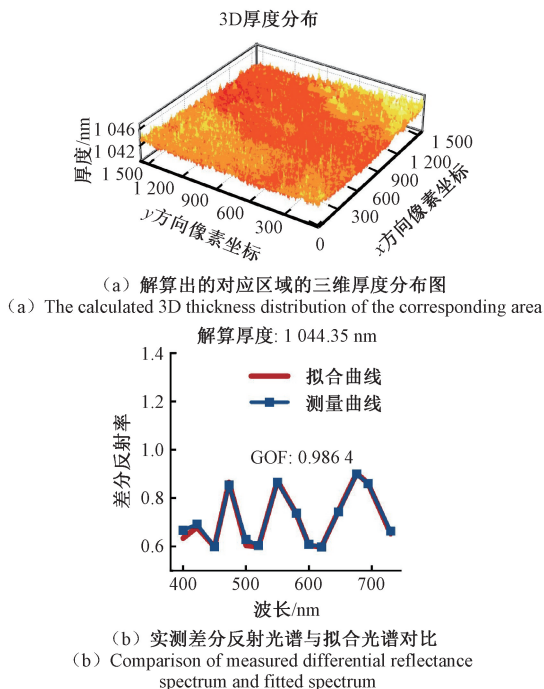 3D厚度分布
厚度/nm
1 046
1 042
1 500
1 200
900
600
300
0
y方向像素坐标
300
600
900
1 200
1 500
x方向像素坐标
（a）解算出的对应区域的三维厚度分布图
（a）The calculated 3D thickness distribution of the corresponding area
解算厚度: 1 044.35 nm
差分反射率
1.4
1.2
1.0
0.8
0.6
拟合曲线
测量曲线
GOF: 0.986 4
400
500
600
700
波长/nm
（b）实测差分反射光谱与拟合光谱对比
（b）Comparison of measured differential reflectance
spectrum and fitted spectrum